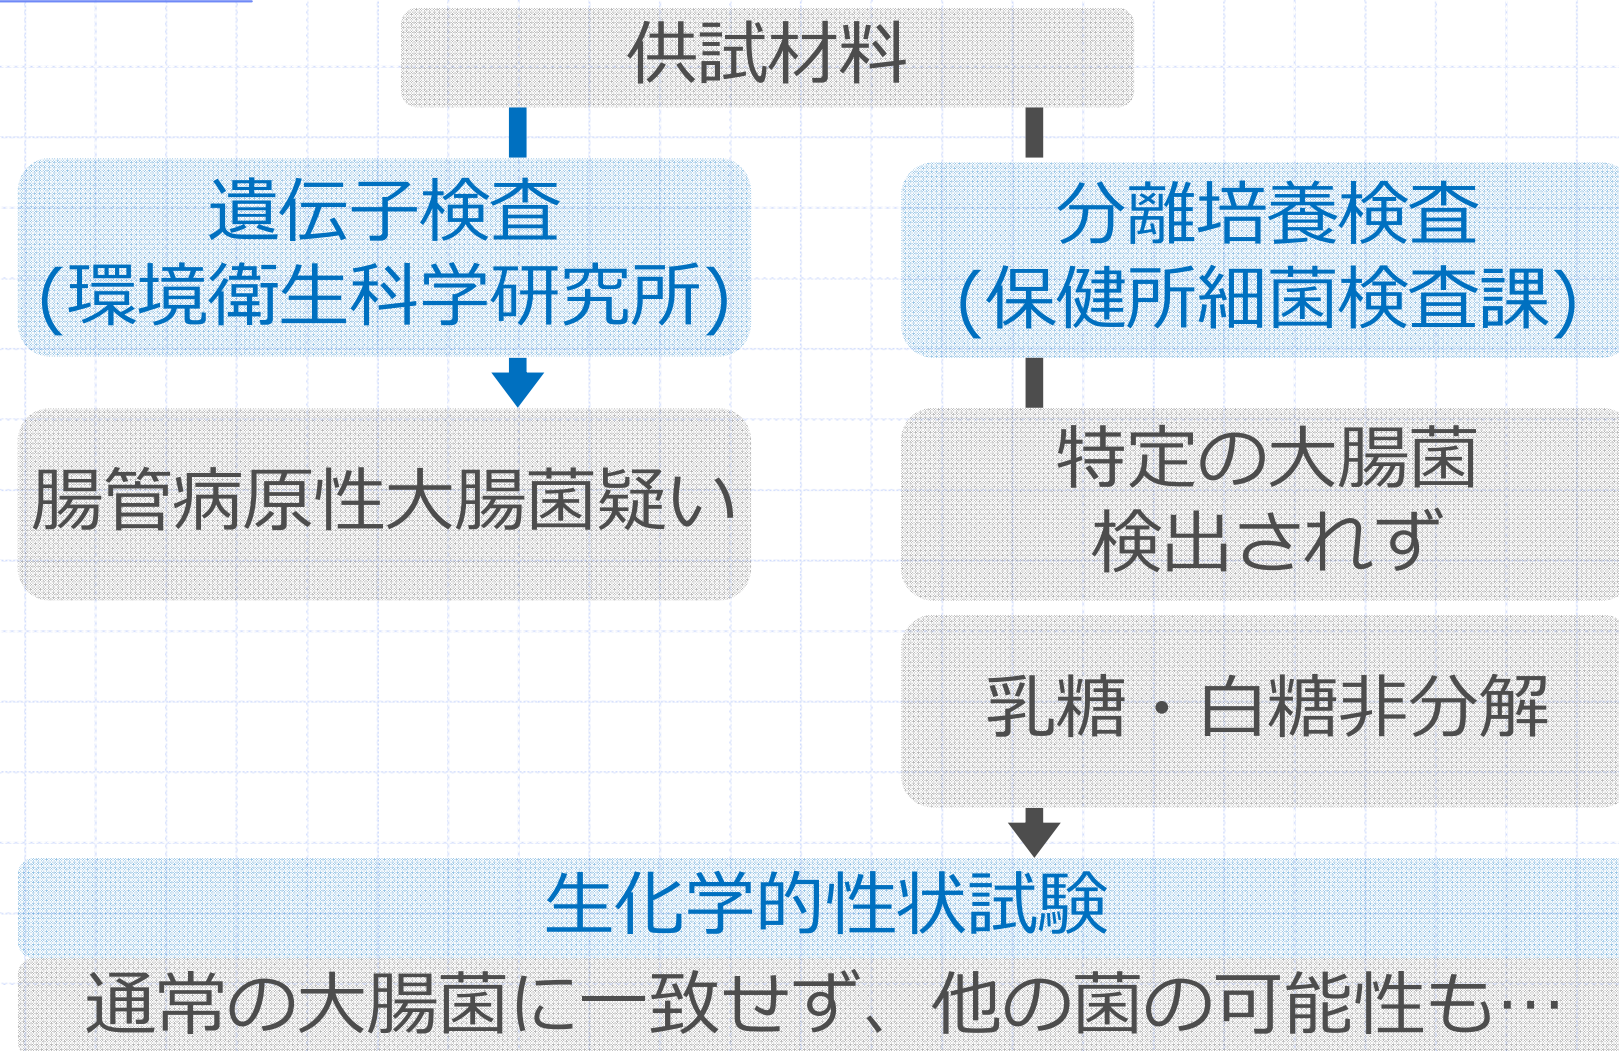 供試材料
遺伝子検査
(環境衛生科学研究所)
腸管病原性大腸菌疑い
分離培養検査
(保健所細菌検査課)
特定の大腸菌
検出されず
乳糖・白糖非分解
生化学的性状試験
通常の大腸菌に一致せず、他の菌の可能性も…